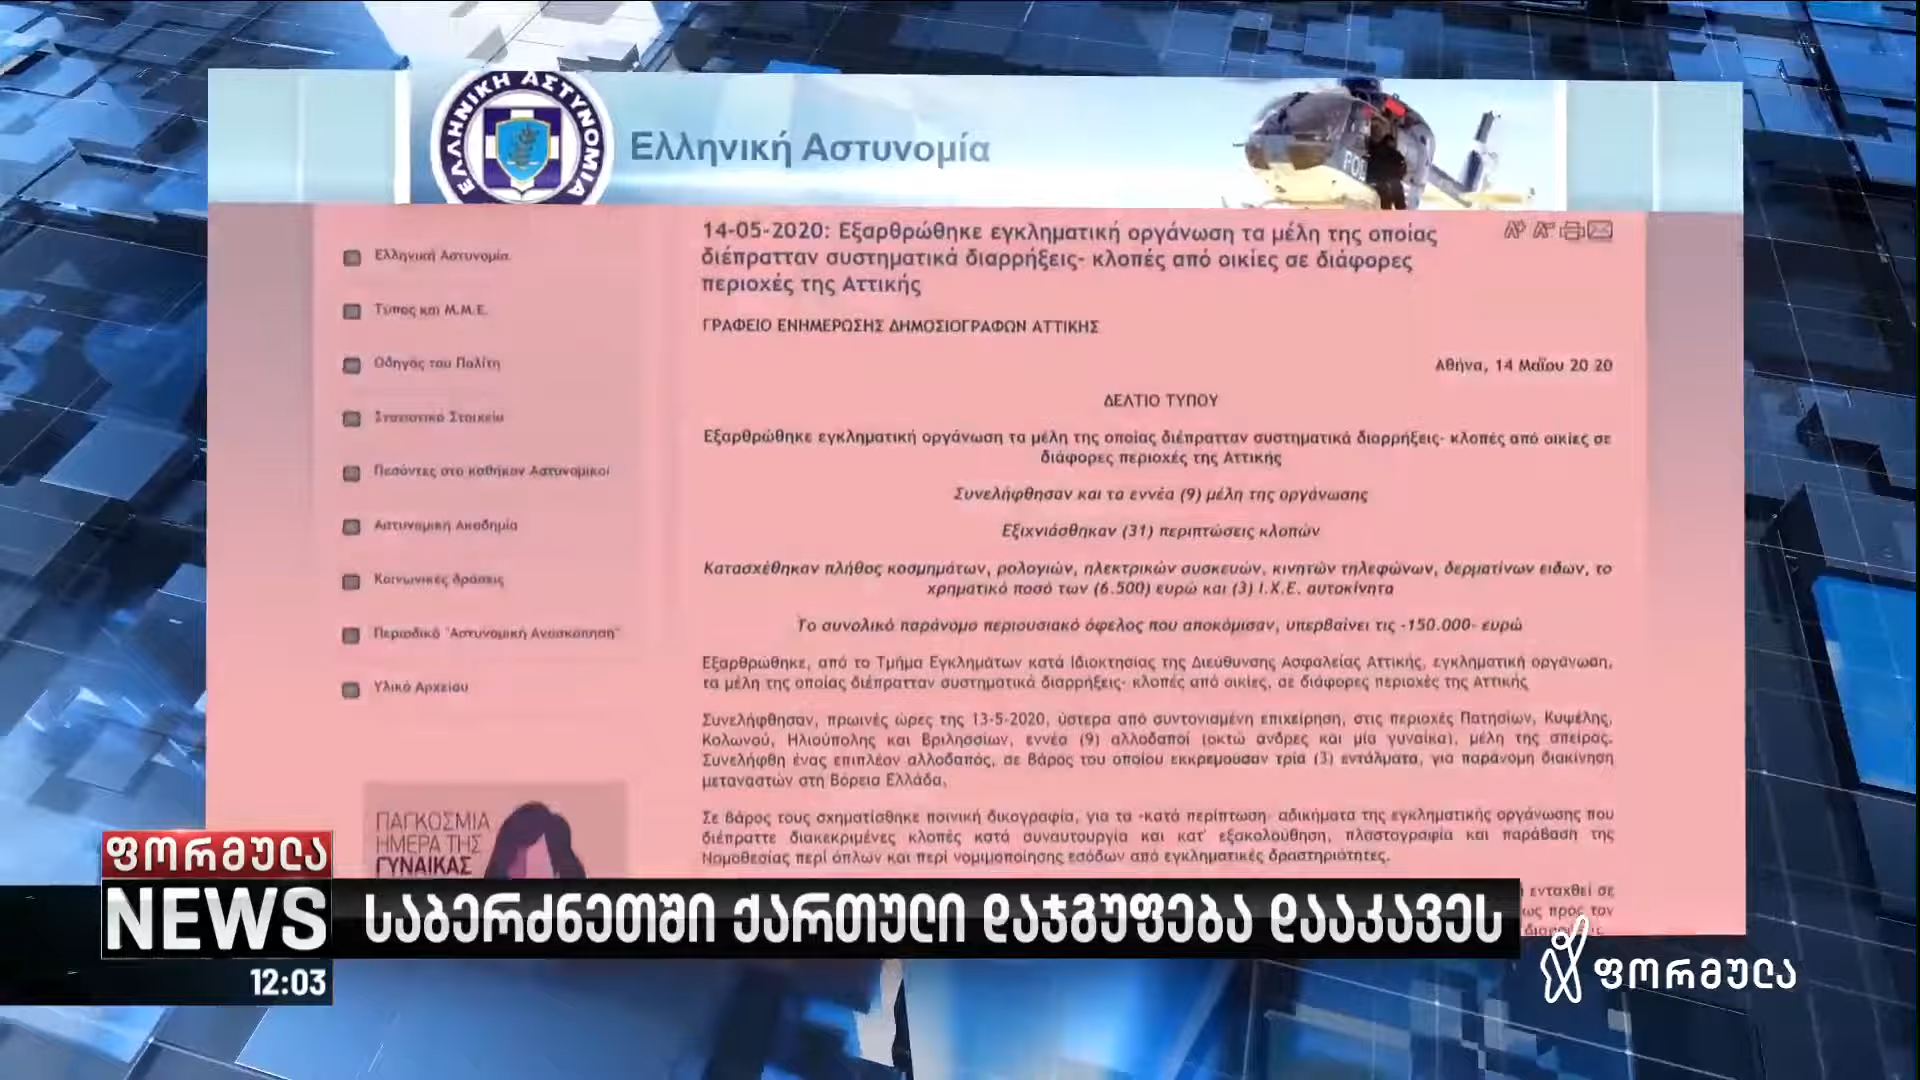 ΕΛΛΗΝΙΚΗ ΑΣΤΥΝΟΜΙΑ
Ελληνική Αστυνομία
14-05-2020: Εξαρθρώθηκε εγκληματική οργάνωση τα μέλη της οποίας
διέπρατταν συστηματικά διαρρήξεις- κλοπές από οικίες σε διάφορες
περιοχές της Αττικής
ΓΡΑΦΕΙΟ ΕΝΗΜΕΡΩΣΗΣ ΔΗΜΟΣΙΟΓΡΑΦΩΝ ΑΤΤΙΚΗΣ
Αθήνα, 14 Μαΐου 20 20
ΔΕΛΤΙΟ ΤΥΠΟΥ
Εξαρθρώθηκε εγκληματική οργάνωση τα μέλη της οποίας διέπρατταν συστηματικά διαρρήξεις- κλοπές από οικίες σε
διάφορες περιοχές της Αττικής
Συνελήφθησαν και τα εννέα (9) μέλη της οργάνωσης
Εξιχνιάσθηκαν (31) περιπτώσεις κλοπών
Κατασχέθηκαν πλήθος κοσμημάτων, ρολογιών, ηλεκτρικών συσκευών, κινητών τηλεφώνων, δερματίνων ειδων, το
χρηματικό ποσό των (6.500) ευρώ και (3) Ι.Χ.Ε. αυτοκίνητα
Το συνολικό παράνομο περιουσιακό όφελος που αποκόμισαν, υπερβαίνει τις -150.000- ευρώ
Εξαρθρώθηκε, από το Τμήμα Εγκλημάτων κατά Ιδιοκτησίας της Διεύθυνσης Ασφαλείας Αττικής, εγκληματική οργάνωση,
τα μέλη της οποίας διέπρατταν συστηματικά διαρρήξεις- κλοπές από οικίες, σε διάφορες περιοχές της Αττικής
Συνελήφθησαν, πρωινές ώρες της 13-5-2020, ύστερα από συντονισμένη επιχείρηση, στις περιοχές Πατησίων, Κυψέλης,
Κολωνού, Ηλιούπολης και Βριλησσίων, εννέα (9) αλλοδαποί (οκτώ άνδρες και μία γυναίκα), μέλη της σπείρας.
Συνελήφθη ένας επιπλέον αλλοδαπός, σε βάρος του οποίου εκκρεμούσαν τρία (3) εντάλματα, για παράνομη διακίνηση
μεταναστών στη Βόρεια Ελλάδα.
Σε βάρος τους σχηματίσθηκε ποινική δικογραφία, για τα -κατά περίπτωση- αδικήματα της εγκληματικής οργάνωσης που
διέπραττε διακεκριμένες κλοπές κατά συναυτουργία και κατ' εξακολούθηση, πλαστογραφία και παράβαση της
Νομοθεσίας περί όπλων και περί νομιμοποίησης εσόδων από εγκληματικές δραστηριότητες.
ενταχθεί σε
ως προς τον
Ελληνική Αστυνομία
Τύπος και Μ.Μ.Ε.
Οδηγός του Πολίτη
Στατιστικά Στοιχεία
Πεσόντες στο καθήκον Αστυνομικοί
Αστυνομική Ακαδημία
Κοινωνικές δράσεις
Περιοδικό "Αστυνομική Ανασκόπηση"
Υλικό Αρχείου
ΠΑΓΚΟΣΜΙΑ
ΗΜΕΡΑ ΤΗΣ
ΓΥΝΑΙΚΑΣ
POL
ფორმულა
NEWS
12:03
საბერძნეთში ქართული დაჯგუფება დააკავეს
ფორმულა